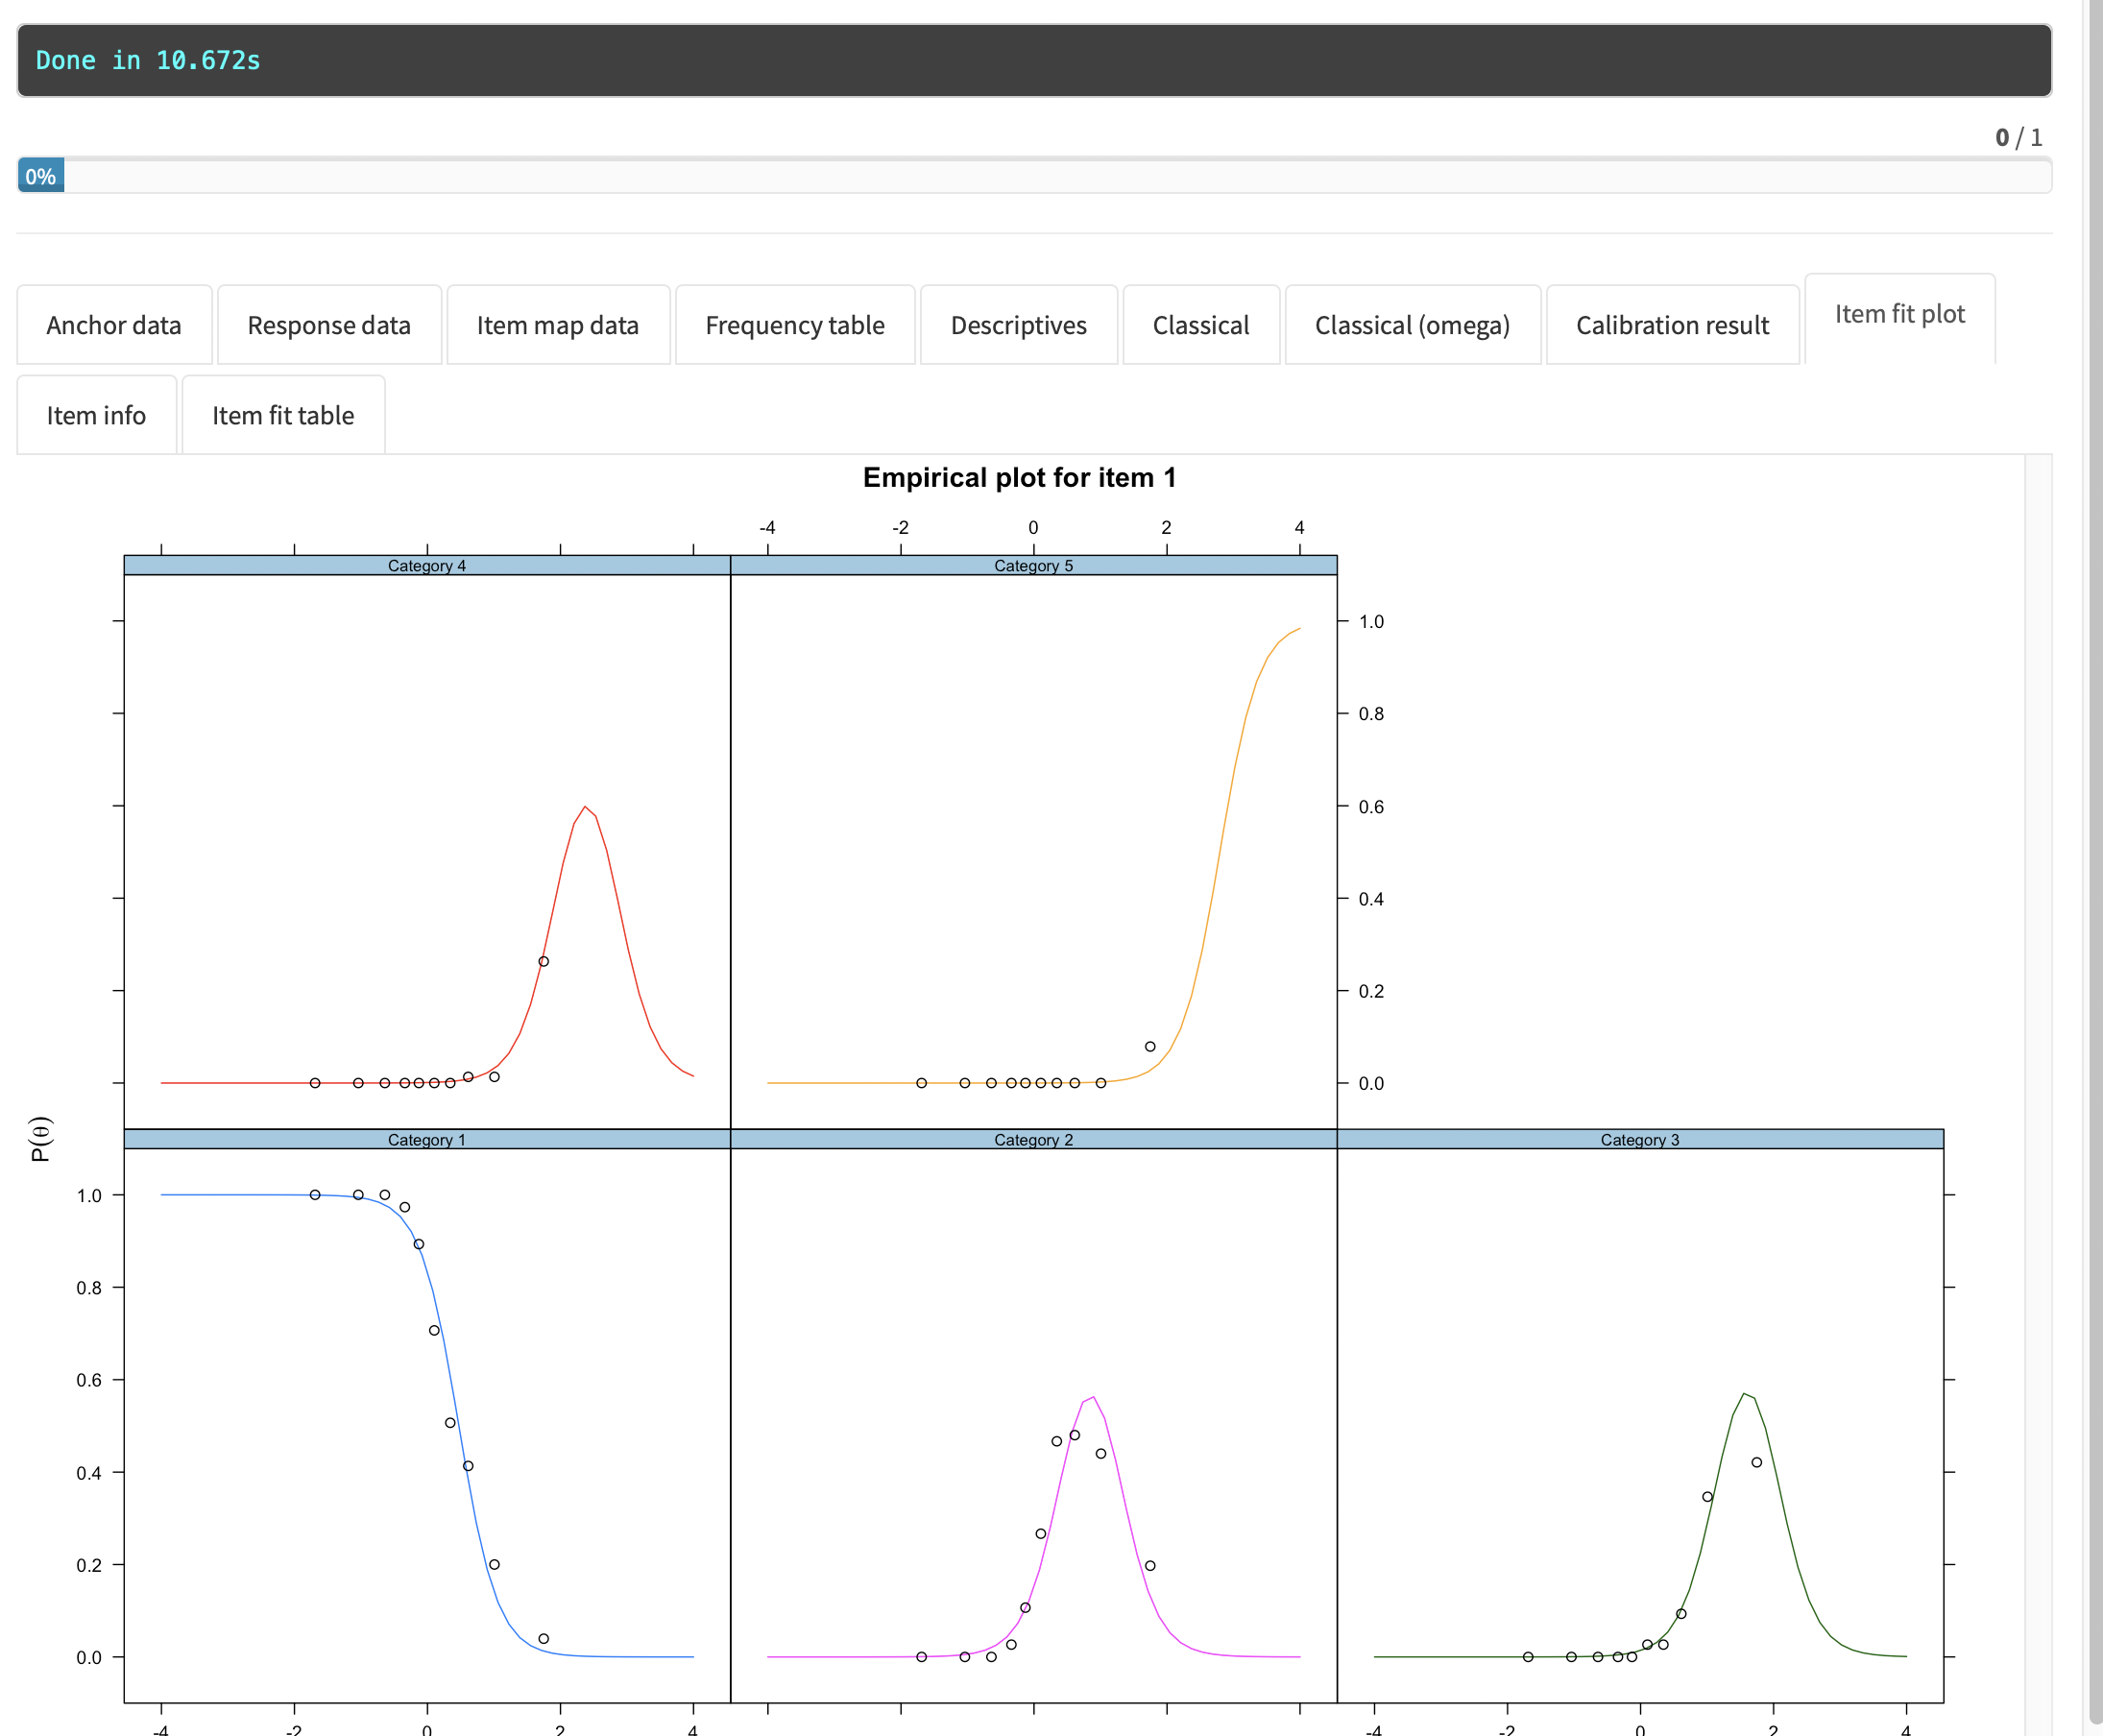 Done in 10.672s
0 / 1
0%
Anchor data Response data Item map data Frequency table Descriptives Classical Classical (omega) Calibration result Item fit plot
Item info Item fit table
Empirical plot for item 1
-4 -2 0 2 4
Category 4 Category 5
1.0
0.8
0.6
0.4
0.2
0.0
P(θ)
Category 1 Category 2 Category 3
1.0
0.8
0.6
0.4
0.2
0.0
-4 -2 0 2 4 -4 -2 0 2 4